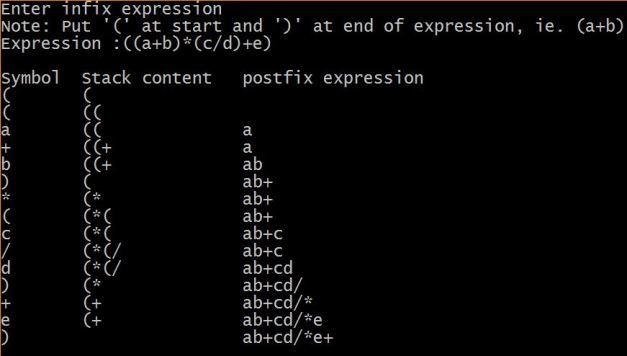 Enter infix expression
Note: Put '(' at start and ')' at end of expression, ie. (a+b)
Expression :((a+b)*(c/d)+e)
Symbol  Stack content   postfix expression
(       (
(       ((
a       ((              a
+       ((+             a
b       ((+             ab
)       (               ab+
*       (*              ab+
(       (*(             ab+
c       (*(             ab+c
/       (*(/            ab+c
d       (*(/            ab+cd
)       (*              ab+cd/
+       (+              ab+cd/*
e       (+              ab+cd/*e
)                       ab+cd/*e+